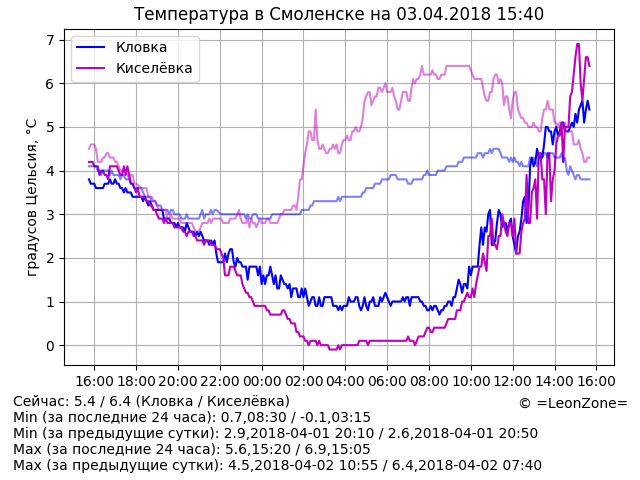 Температура в Смоленске на 03.04.2018 15:40
Кловка
Киселёвка
градусов Цельсия, °C
7
6
5
4
3
2
1
0
16:00 18:00 20:00 22:00 00:00 02:00 04:00 06:00 08:00 10:00 12:00 14:00 16:00
Сейчас: 5.4 / 6.4 (Кловка / Киселёвка)
© =LeonZone=
Min (за последние 24 часа): 0.7,08:30 / -0.1,03:15
Min (за предыдущие сутки): 2.9,2018-04-01 20:10 / 2.6,2018-04-01 20:50
Max (за последние 24 часа): 5.6,15:20 / 6.9,15:05
Max (за предыдущие сутки): 4.5,2018-04-02 10:55 / 6.4,2018-04-02 07:40